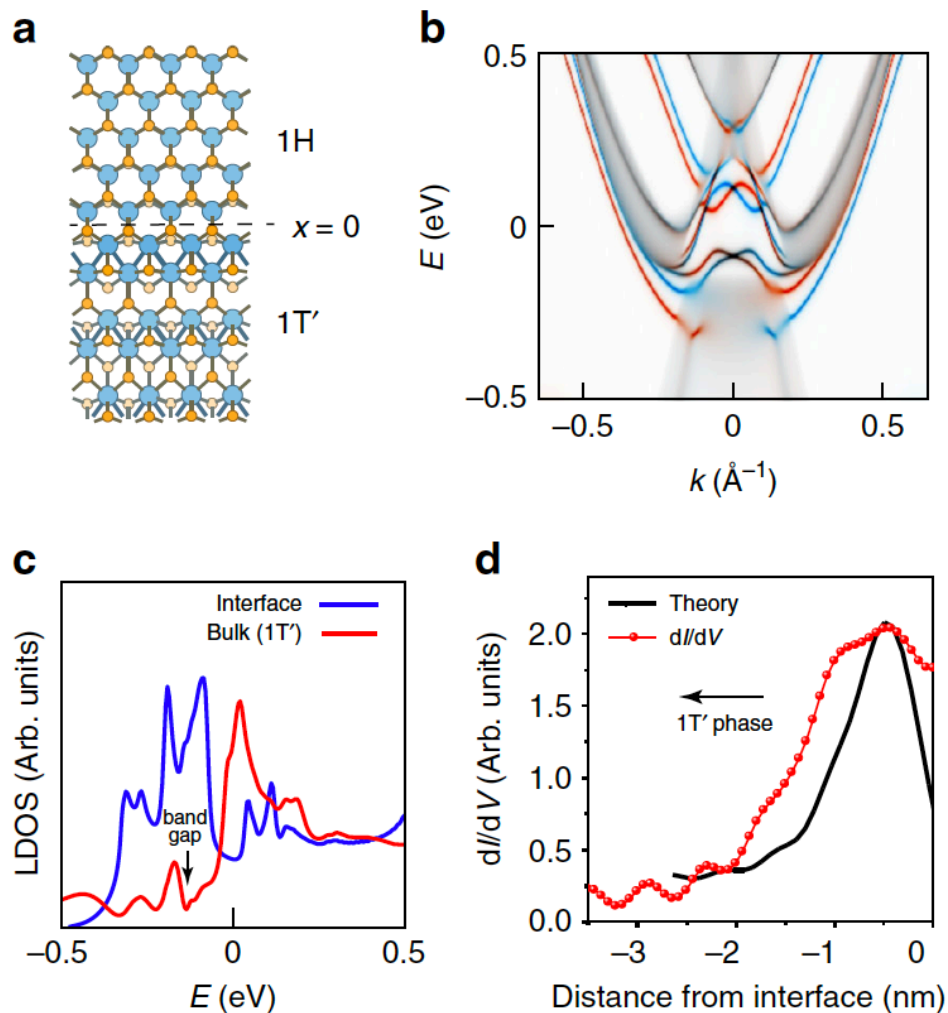 a
1H
x = 0
1T′
b
0.5
0
−0.5
E (eV)
−0.5
0
0.5
k (Å−1)
c
Interface
Bulk (1T′)
band
gap
LDOS (Arb. units)
−0.5
0
0.5
E (eV)
d
Theory
dI/dV
1T′ phase
2.0
1.5
1.0
0.5
0.0
dI/dV (Arb. units)
−3
−2
−1
0
Distance from interface (nm)